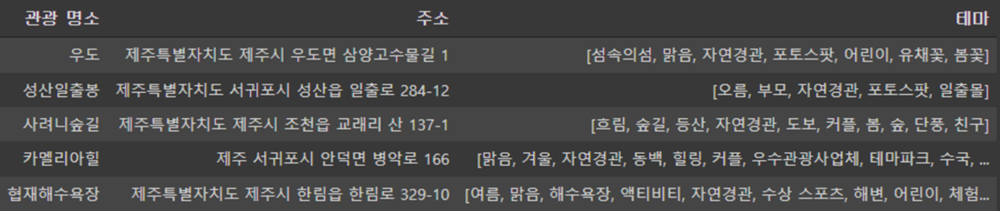 관광 명소 주소 테마
우도 제주특별자치도 제주시 우도면 삼양고수물길 1 [섬속의섬, 맑음, 자연경관, 포토스팟, 어린이, 유채꽃, 봄꽃]
성산일출봉 제주특별자치도 서귀포시 성산읍 일출로 284-12 [오름, 부모, 자연경관, 포토스팟, 일출몰]
사려니숲길 제주특별자치도 제주시 조천읍 교래리 산 137-1 [흐림, 숲길, 등산, 자연경관, 도보, 커플, 봄, 숲, 단풍, 친구]
카멜리아힐 제주 서귀포시 안덕면 병악로 166 [맑음, 겨울, 자연경관, 동백, 힐링, 커플, 우수관광사업체, 테마파크, 수국, ...
협재해수욕장 제주특별자치도 제주시 한림읍 한림로 329-10 [여름, 맑음, 해수욕장, 액티비티, 자연경관, 수상 스포츠, 해변, 어린이, 체험...